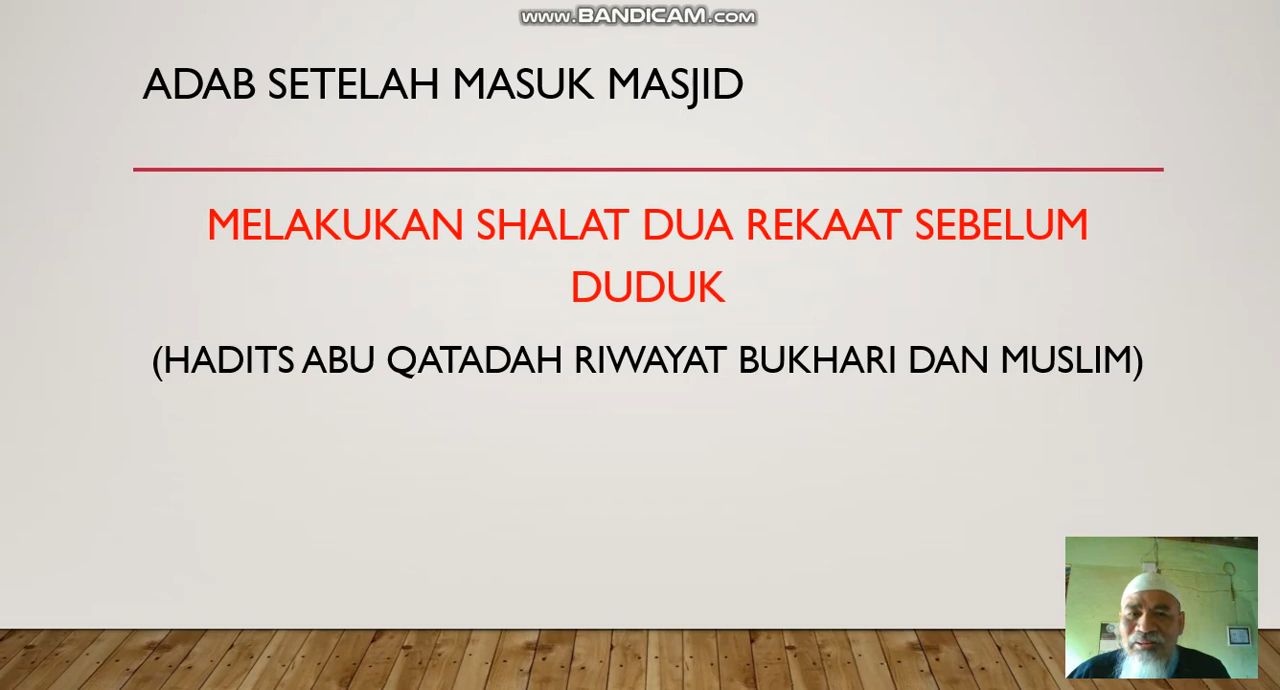 www.BANDICAM.com
ADAB SETELAH MASUK MASJID
MELAKUKAN SHALAT DUA REKAAT SEBELUM
DUDUK
(HADITS ABU QATADAH RIWAYAT BUKHARI DAN MUSLIM)